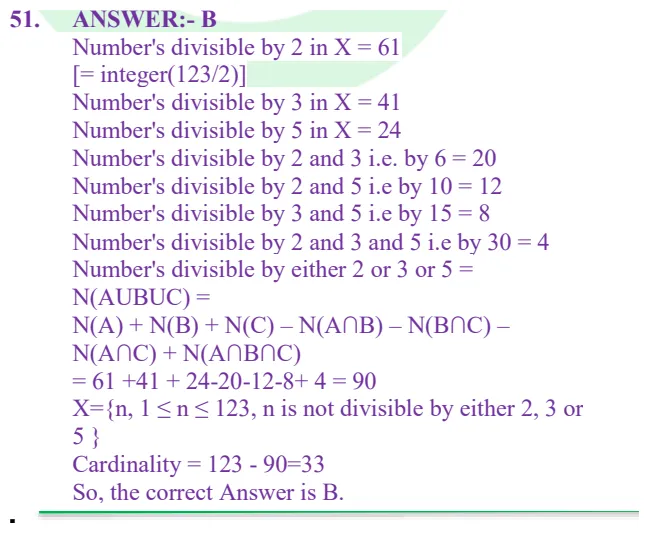 51. ANSWER:- B
Number's divisible by 2 in X = 61
[= integer(123/2)]
Number's divisible by 3 in X = 41
Number's divisible by 5 in X = 24
Number's divisible by 2 and 3 i.e. by 6 = 20
Number's divisible by 2 and 5 i.e by 10 = 12
Number's divisible by 3 and 5 i.e by 15 = 8
Number's divisible by 2 and 3 and 5 i.e by 30 = 4
Number's divisible by either 2 or 3 or 5 =
N(AUBUC) =
N(A) + N(B) + N(C) – N(A∩B) – N(B∩C) –
N(A∩C) + N(A∩B∩C)
= 61 +41 + 24-20-12-8+ 4 = 90
X={n, 1 ≤ n ≤ 123, n is not divisible by either 2, 3 or
5 }
Cardinality = 123 - 90=33
So, the correct Answer is B.